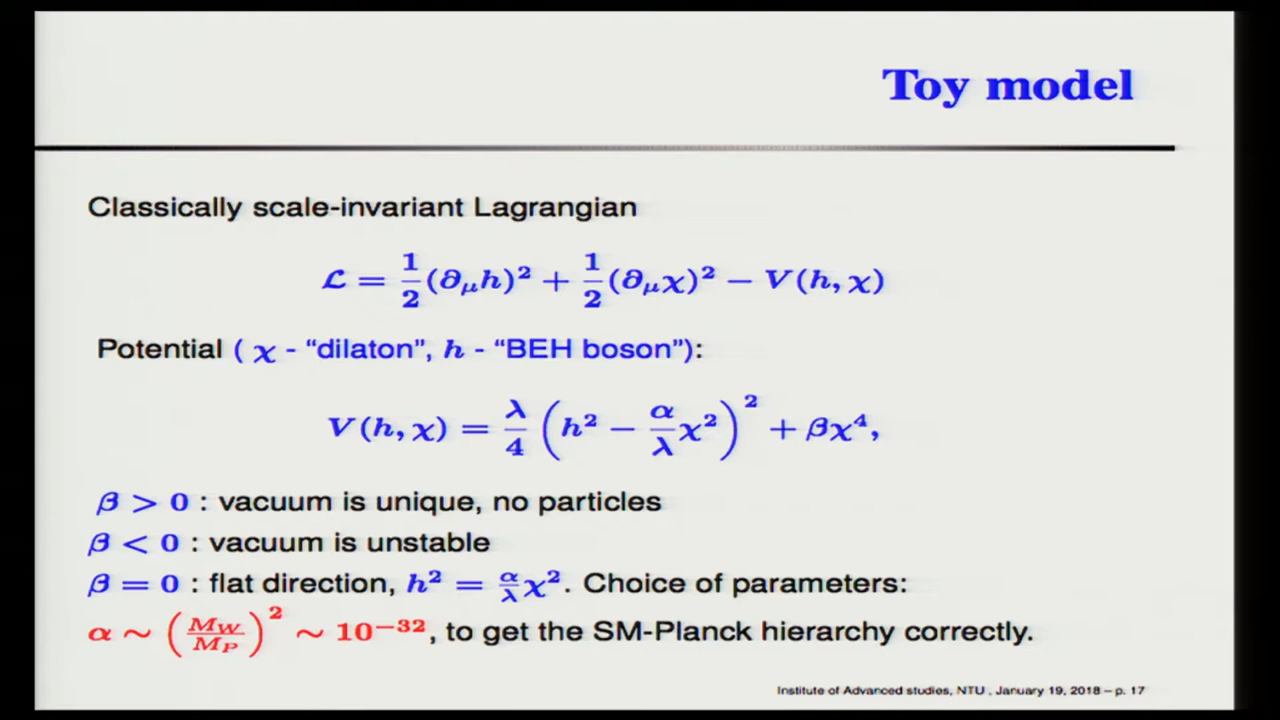 Toy model
Classically scale-invariant Lagrangian
ℒ = 1/2 (∂_μ h)² + 1/2 (∂_μ χ)² − V(h, χ)
Potential ( χ - “dilaton”, h - “BEH boson”):
V(h, χ) = λ/4 (h² − α/λ χ²)² + βχ⁴,
β > 0 : vacuum is unique, no particles
β < 0 : vacuum is unstable
β = 0 : flat direction, h² = α/λ χ². Choice of parameters:
α ∼ (M_W/M_P)² ∼ 10⁻³², to get the SM-Planck hierarchy correctly.
Institute of Advanced studies, NTU , January 19, 2018 – p. 17